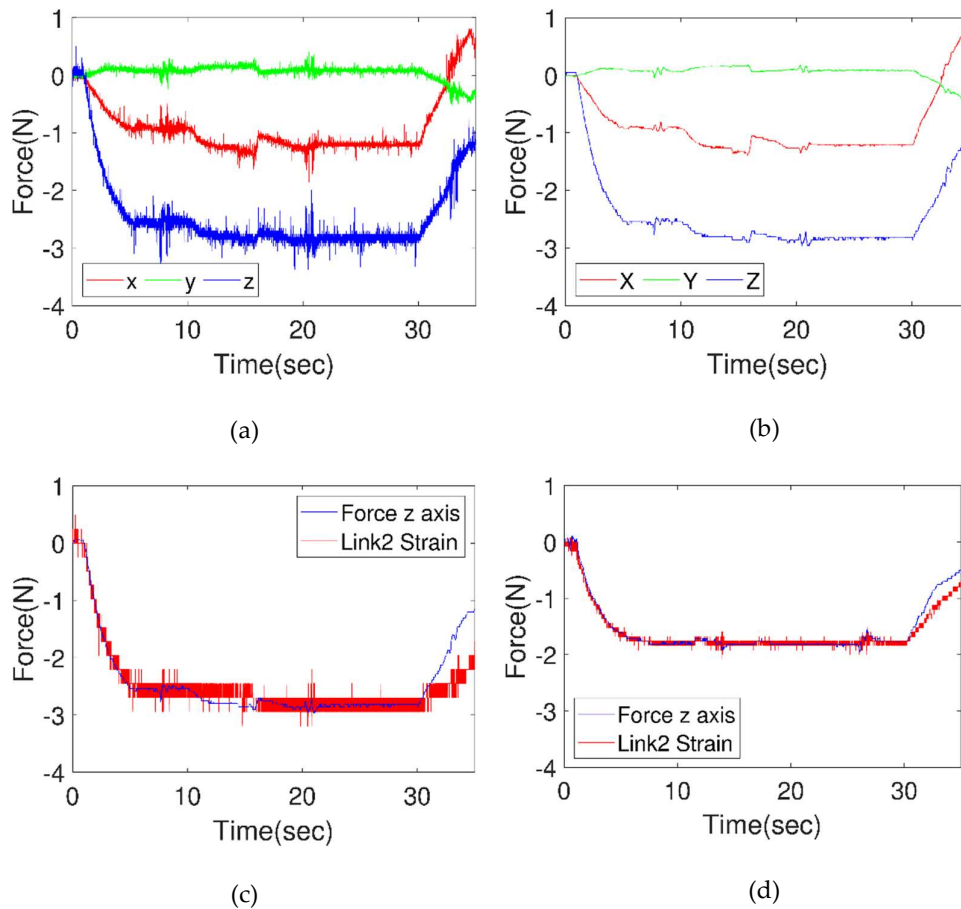 1
0
-1
-2
-3
-4
Force(N)
x y z
0 10 20 30
Time(sec)
(a)
1
0
-1
-2
-3
-4
Force(N)
X Y Z
0 10 20 30
Time(sec)
(b)
1
0
-1
-2
-3
-4
Force(N)
Force z axis
Link2 Strain
0 10 20 30
Time(sec)
(c)
1
0
-1
-2
-3
-4
Force(N)
Force z axis
Link2 Strain
0 10 20 30
Time(sec)
(d)